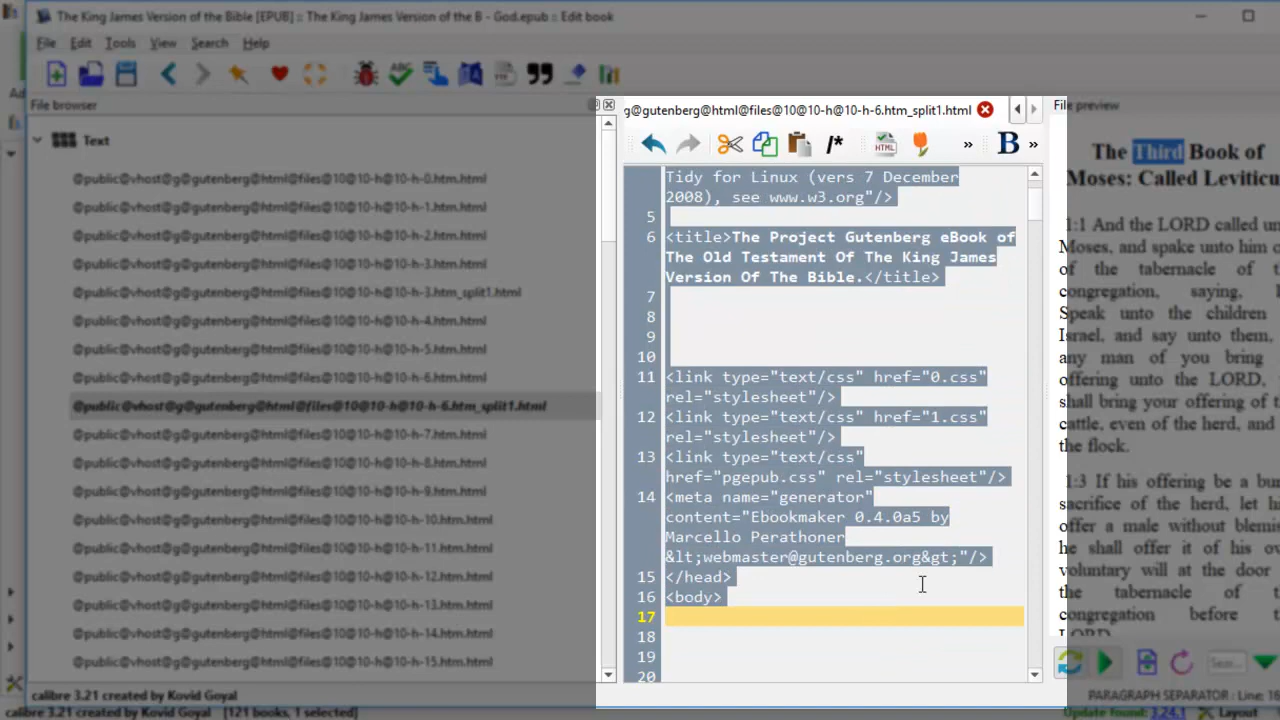 The King James Version of the Bible [EPUB] :: The King James Version of the B - God.epub :: Edit book
File Edit Tools View Search Help
File browser
Text
@public@vhost@g@gutenberg@html@files@10@10-h@10-h-0.htm.html
@public@vhost@g@gutenberg@html@files@10@10-h@10-h-1.htm.html
@public@vhost@g@gutenberg@html@files@10@10-h@10-h-2.htm.html
@public@vhost@g@gutenberg@html@files@10@10-h@10-h-3.htm.html
@public@vhost@g@gutenberg@html@files@10@10-h@10-h-3.htm_split1.html
@public@vhost@g@gutenberg@html@files@10@10-h@10-h-4.htm.html
@public@vhost@g@gutenberg@html@files@10@10-h@10-h-5.htm.html
@public@vhost@g@gutenberg@html@files@10@10-h@10-h-6.htm.html
@public@vhost@g@gutenberg@html@files@10@10-h@10-h-6.htm_split1.html
@public@vhost@g@gutenberg@html@files@10@10-h@10-h-7.htm.html
@public@vhost@g@gutenberg@html@files@10@10-h@10-h-8.htm.html
@public@vhost@g@gutenberg@html@files@10@10-h@10-h-9.htm.html
@public@vhost@g@gutenberg@html@files@10@10-h@10-h-10.htm.html
@public@vhost@g@gutenberg@html@files@10@10-h@10-h-11.htm.html
@public@vhost@g@gutenberg@html@files@10@10-h@10-h-12.htm.html
@public@vhost@g@gutenberg@html@files@10@10-h@10-h-13.htm.html
@public@vhost@g@gutenberg@html@files@10@10-h@10-h-14.htm.html
@public@vhost@g@gutenberg@html@files@10@10-h@10-h-15.htm.html
g@gutenberg@html@files@10@10-h@10-h-6.htm_split1.html
/* HTML » B »
Tidy for Linux (vers 7 December
2008), see www.w3.org"/>
5
6 <title>The Project Gutenberg eBook of
The Old Testament Of The King James
Version Of The Bible.</title>
7
8
9
10
11 <link type="text/css" href="0.css"
rel="stylesheet"/>
12 <link type="text/css" href="1.css"
rel="stylesheet"/>
13 <link type="text/css"
href="pgepub.css" rel="stylesheet"/>
14 <meta name="generator"
content="Ebookmaker 0.4.0a5 by
Marcello Perathoner
&lt;webmaster@gutenberg.org&gt;"/>
15 </head>
16 <body>
17
18
19
20
File preview
The Third Book of
Moses: Called Leviticu
1:1 And the LORD called un
Moses, and spake unto him o
of the tabernacle of t
congregation, saying,
Speak unto the children
Israel, and say unto them,
any man of you bring
offering unto the LORD,
shall bring your offering of t
cattle, even of the herd, and
the flock.
1:3 If his offering be a bur
sacrifice of the herd, let h
offer a male without blemis
he shall offer it of his ow
voluntary will at the door
the tabernacle of t
congregation before t
LORD
Sear...
calibre 3.21 created by Kovid Goyal
PARAGRAPH SEPARATOR : Line: 16
calibre 3.21 created by Kovid Goyal [121 books, 1 selected]
Update found: 3.24.1 Layout